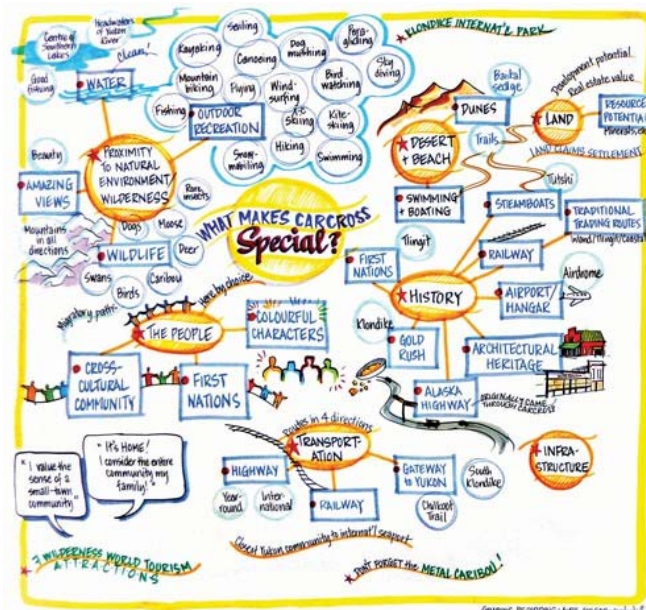 Centre of
Southern
Lakes
Headwaters
of Yukon
River
Clean!
Good
fishing
WATER
Sailing
Kayaking
Canoeing
Dog
mushing
Para-
gliding
Mountain
biking
Flying
Wind-
surfing
Bird
watching
Sky
diving
Fishing
OUTDOOR
RECREATION
X-C
skiing
Kite-
skiing
Snow-
mobiling
Hiking
Swimming
PROXIMITY
TO NATURAL
ENVIRONMENT/
WILDERNESS
Beauty
AMAZING
VIEWS
Mountains
in all
directions
Rare
insects
Dogs
Moose
WILDLIFE
Deer
Swans
Birds
Caribou
Migratory paths
WHAT MAKES CARCROSS
Special?
KLONDIKE INTERNAT'L PARK
Baikal
sedge
DUNES
DESERT +
BEACH
Trails
SWIMMING
+ BOATING
Development potential
Real estate value
LAND
RESOURCE
POTENTIAL
LAND CLAIMS SETTLEMENT
Tutshi
STEAMBOATS
TRADITIONAL
TRADING ROUTES
Tlingit
FIRST
NATIONS
RAILWAY
HISTORY
AIRPORT/
HANGAR
Airdrome
Klondike
GOLD
RUSH
ARCHITECTURAL
HERITAGE
ALASKA
HIGHWAY
ORIGINALLY CAME
THROUGH CARCROSS
Here by choice
THE PEOPLE
COLOURFUL
CHARACTERS
CROSS-
CULTURAL
COMMUNITY
FIRST
NATIONS
Routes in 4 directions
TRANSPORT-
ATION
HIGHWAY
Year-
round
Inter-
national
RAILWAY
GATEWAY
TO YUKON
South
Klondike
Chilkoot
Trail
INFRA-
STRUCTURE
Closest Yukon community to internat'l seaport
"I value the
sense of a
small-town
community"
"It's HOME!
I consider the entire
community my
family!"
7 WILDERNESS WORLD TOURISM
ATTRACTIONS
DON'T FORGET THE METAL CARIBOU!